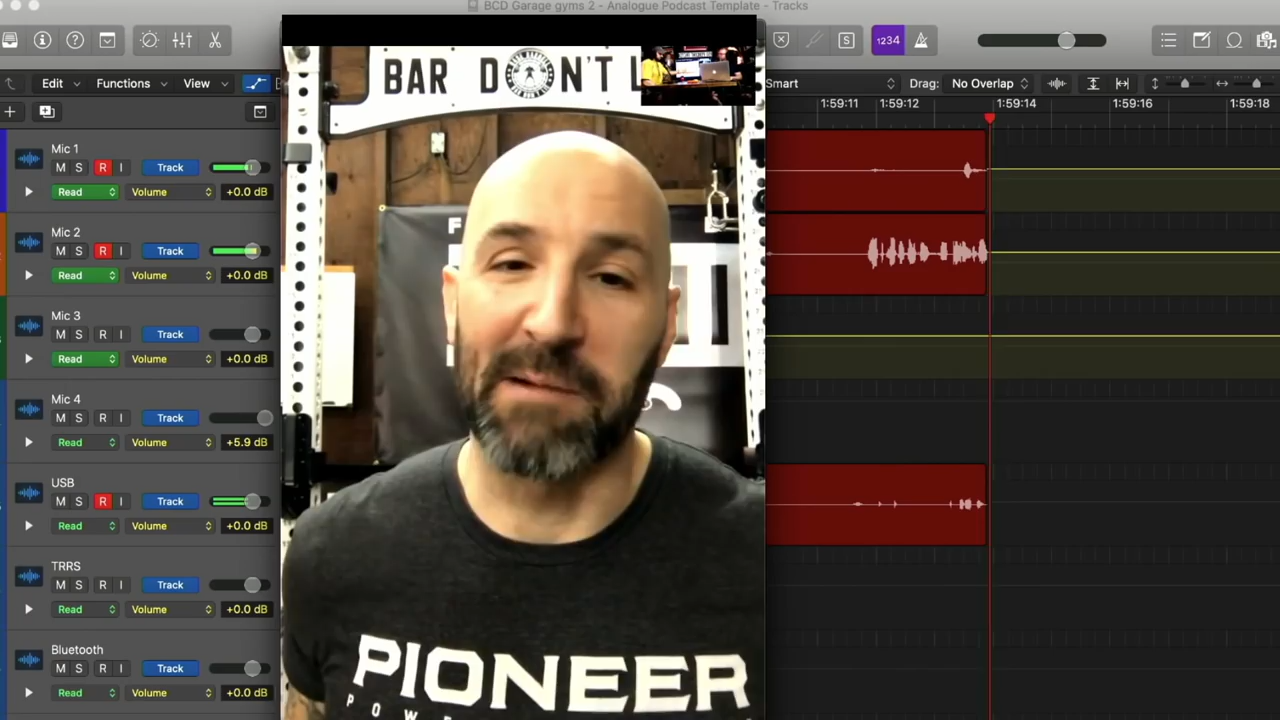 BCD Garage gyms 2 - Analogue Podcast Template - Tracks
1234
Edit
Functions
View
Smart
Drag: No Overlap
1:59:11
1:59:12
1:59:14
1:59:16
1:59:18
Mic 1
M S R I Track
Read Volume +0.0 dB
Mic 2
M S R I Track
Read Volume +0.0 dB
Mic 3
M S R I Track
Read Volume +0.0 dB
Mic 4
M S R I Track
Read Volume +5.9 dB
USB
M S R I Track
Read Volume +0.0 dB
TRRS
M S R I Track
Read Volume +0.0 dB
Bluetooth
M S R I Track
Read Volume +0.0 dB
BAR DON'T
PIONEER